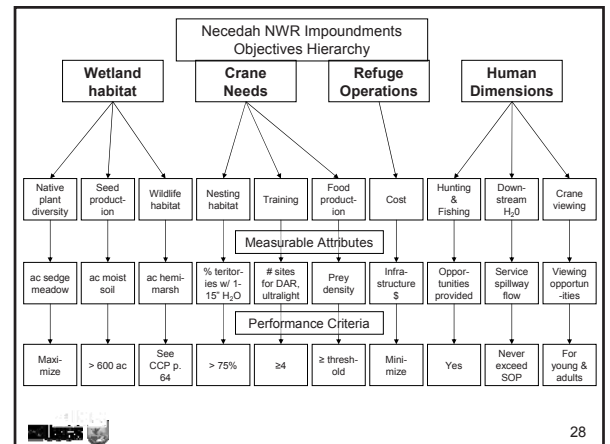 Necedah NWR Impoundments
Objectives Hierarchy
Wetland
habitat
Crane
Needs
Refuge
Operations
Human
Dimensions
Native
plant
diversity
Seed
product-
ion
Wildlife
habitat
Nesting
habitat
Training
Food
product-
ion
Cost
Hunting
&
Fishing
Down-
stream
H20
Crane
viewing
Measurable Attributes
ac sedge
meadow
ac moist
soil
ac hemi-
marsh
% teritor-
ies w/ 1-
15" H2O
# sites
for DAR,
ultralight
Prey
density
Infra-
structure
$
Oppor-
tunities
provided
Service
spillway
flow
Viewing
opportun
-ities
Performance Criteria
Maxi-
mize
> 600 ac
See
CCP p.
64
> 75%
≥4
≥ thresh-
old
Mini-
mize
Yes
Never
exceed
SOP
For
young &
adults
28